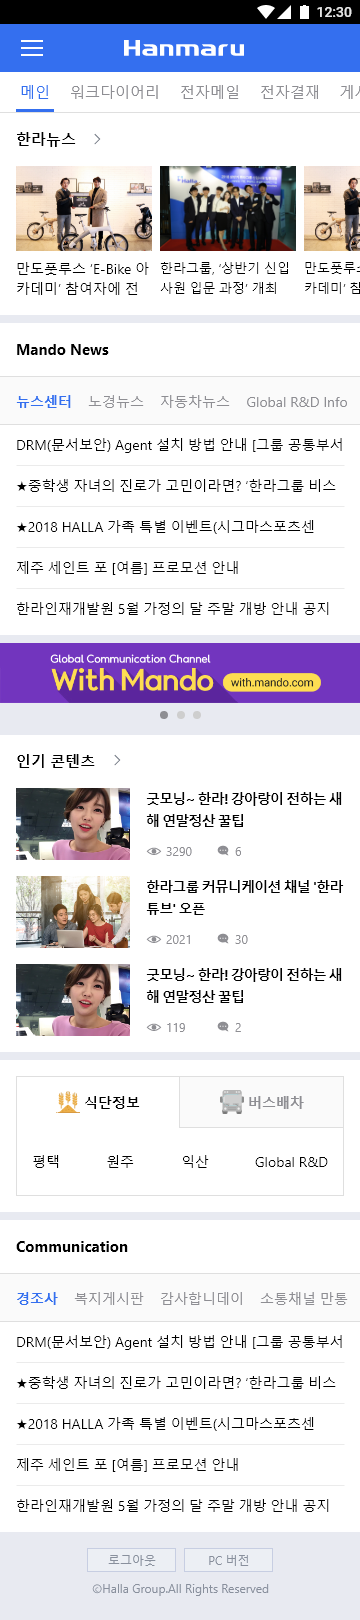 12:30
Hanmaru
메인 워크다이어리 전자메일 전자결재
한라뉴스
만도풋루스 ‘E-Bike 아
카데미’ 참여자에 전
한라그룹, ‘상반기 신입
사원 입문 과정’ 개최
만도풋루스
카데미’ 참
Mando News
뉴스센터 노경뉴스 자동차뉴스 Global R&D Info
DRM(문서보안) Agent 설치 방법 안내 [그룹 공통부서
★중학생 자녀의 진로가 고민이라면? ‘한라그룹 비스
★2018 HALLA 가족 특별 이벤트(시그마스포츠센
제주 세인트 포 [여름] 프로모션 안내
한라인재개발원 5월 가정의 달 주말 개방 안내 공지
Global Communication Channel
With Mando www.with-mando.com
인기 콘텐츠
굿모닝~ 한라! 강아랑이 전하는 새
해 연말정산 꿀팁
3290 6
한라그룹 커뮤니케이션 채널 '한라
튜브' 오픈
2021 30
굿모닝~ 한라! 강아랑이 전하는 새
해 연말정산 꿀팁
119 2
식단정보 버스배차
평택 원주 익산 Global R&D
Communication
경조사 복지게시판 감사합니데이 소통채널 만통
DRM(문서보안) Agent 설치 방법 안내 [그룹 공통부서
★중학생 자녀의 진로가 고민이라면? ‘한라그룹 비스
★2018 HALLA 가족 특별 이벤트(시그마스포츠센
제주 세인트 포 [여름] 프로모션 안내
한라인재개발원 5월 가정의 달 주말 개방 안내 공지
로그아웃 PC 버전
©Halla Group.All Rights Reserved